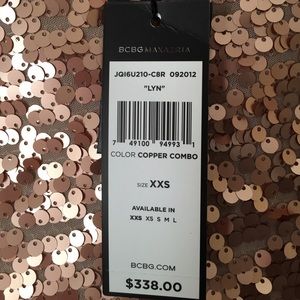 BCBGMAXAZRIA
JQI6U210-C8R 092012
"LYN"
7 49100 94993 1
COLOR COPPER COMBO
SIZE XXS
AVAILABLE IN
XXS XS S M L
BCBG.COM
$338.00